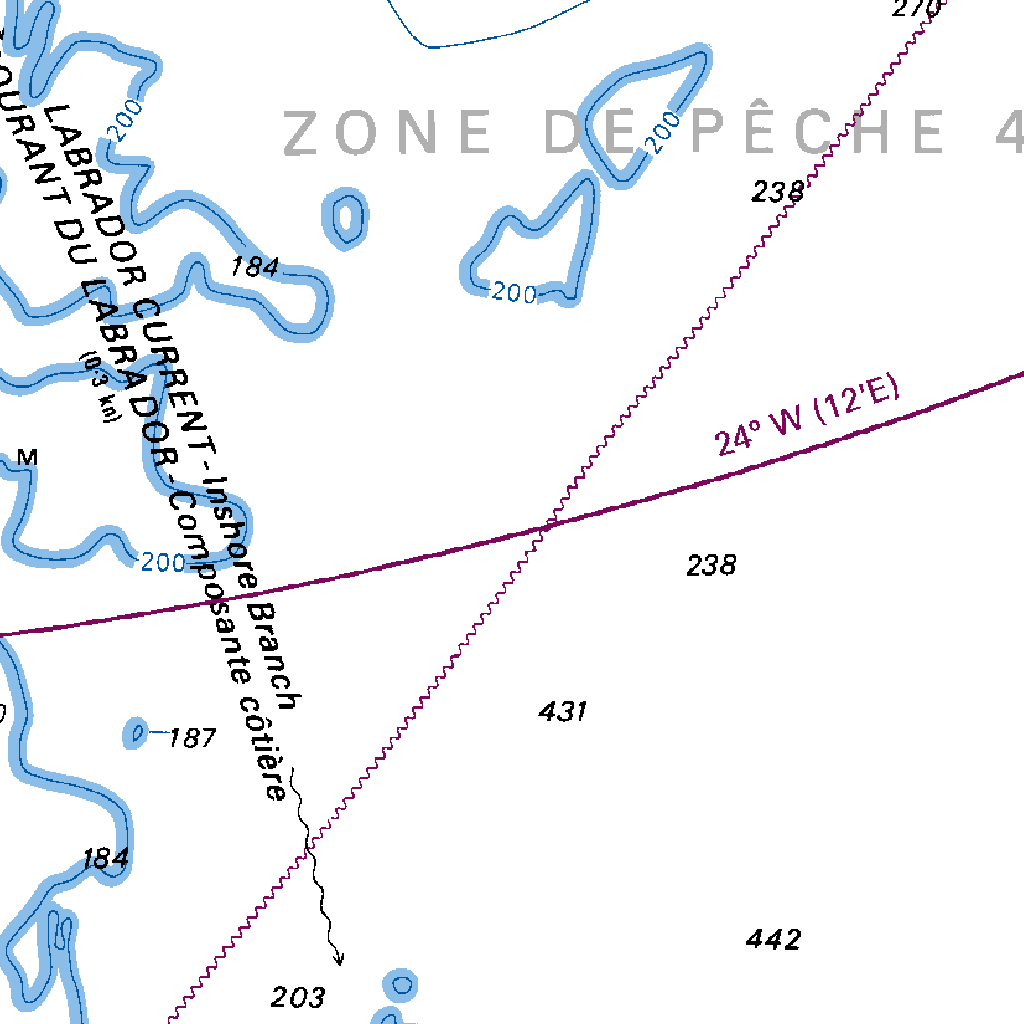 270
200
ZONE DE PÊCHE 4
200
238
184
200
LABRADOR CURRENT - Inshore Branch
COURANT DU LABRADOR - Composante côtière
(0.3 kn)
24° W (12'E)
M
200
238
431
187
184
442
203